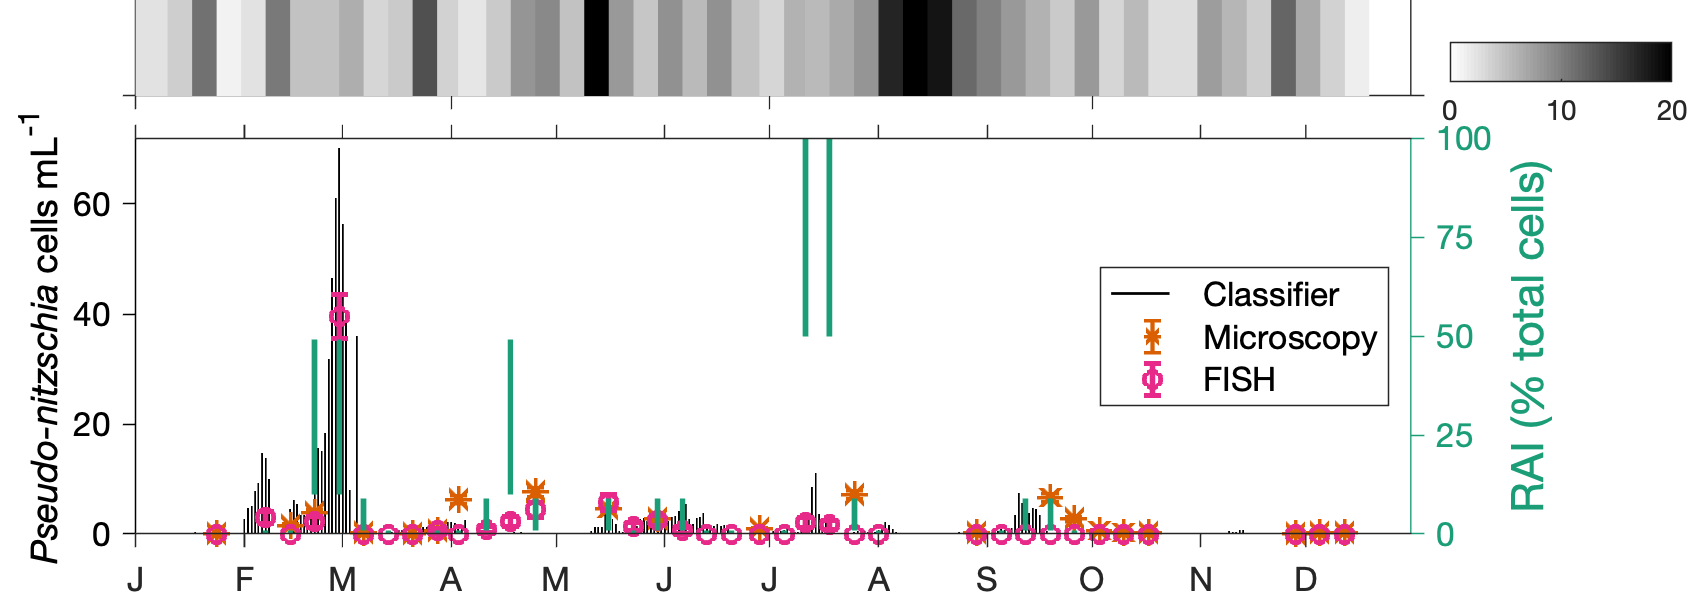 0 10 20
Pseudo-nitzschia cells mL-1
60
40
20
0
100
75
50
25
0
RAI (% total cells)
Classifier
Microscopy
FISH
J F M A M J J A S O N D